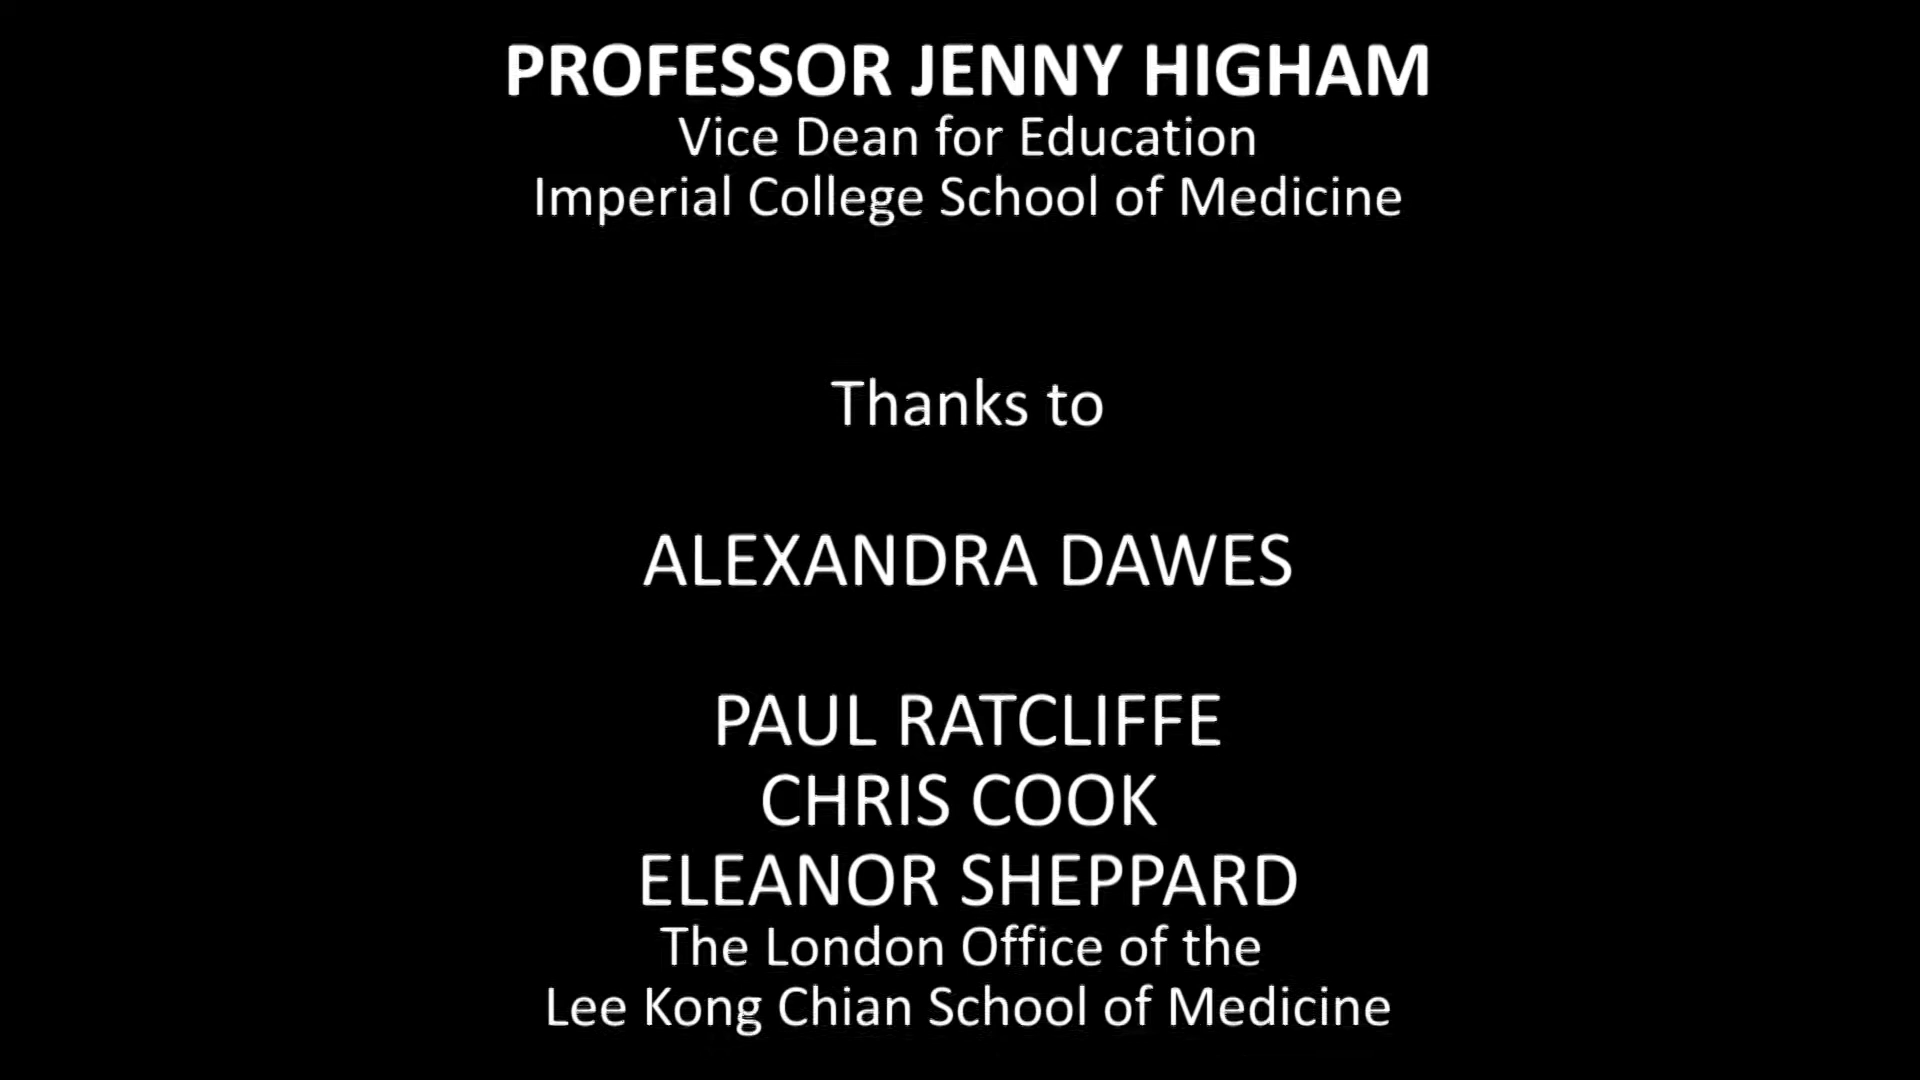 PROFESSOR JENNY HIGHAM
Vice Dean for Education
Imperial College School of Medicine
Thanks to
ALEXANDRA DAWES
PAUL RATCLIFFE
CHRIS COOK
ELEANOR SHEPPARD
The London Office of the
Lee Kong Chian School of Medicine